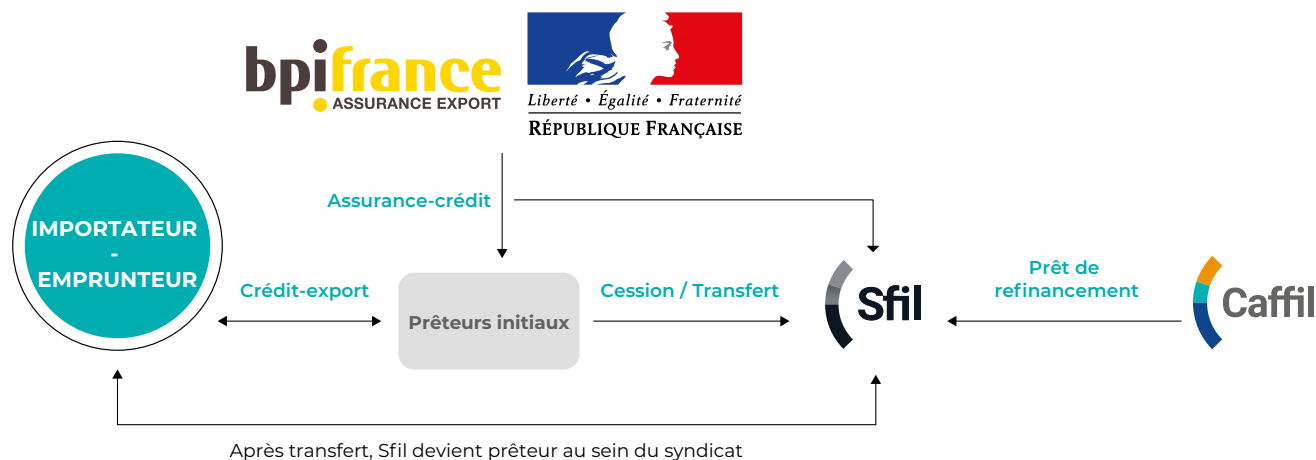 bpifrance
ASSURANCE EXPORT
Liberté • Égalité • Fraternité
RÉPUBLIQUE FRANÇAISE
Assurance-crédit
IMPORTATEUR
-
EMPRUNTEUR
Crédit-export
Prêteurs initiaux
Cession / Transfert
Sfil
Prêt de
refinancement
Caffil
Après transfert, Sfil devient prêteur au sein du syndicat